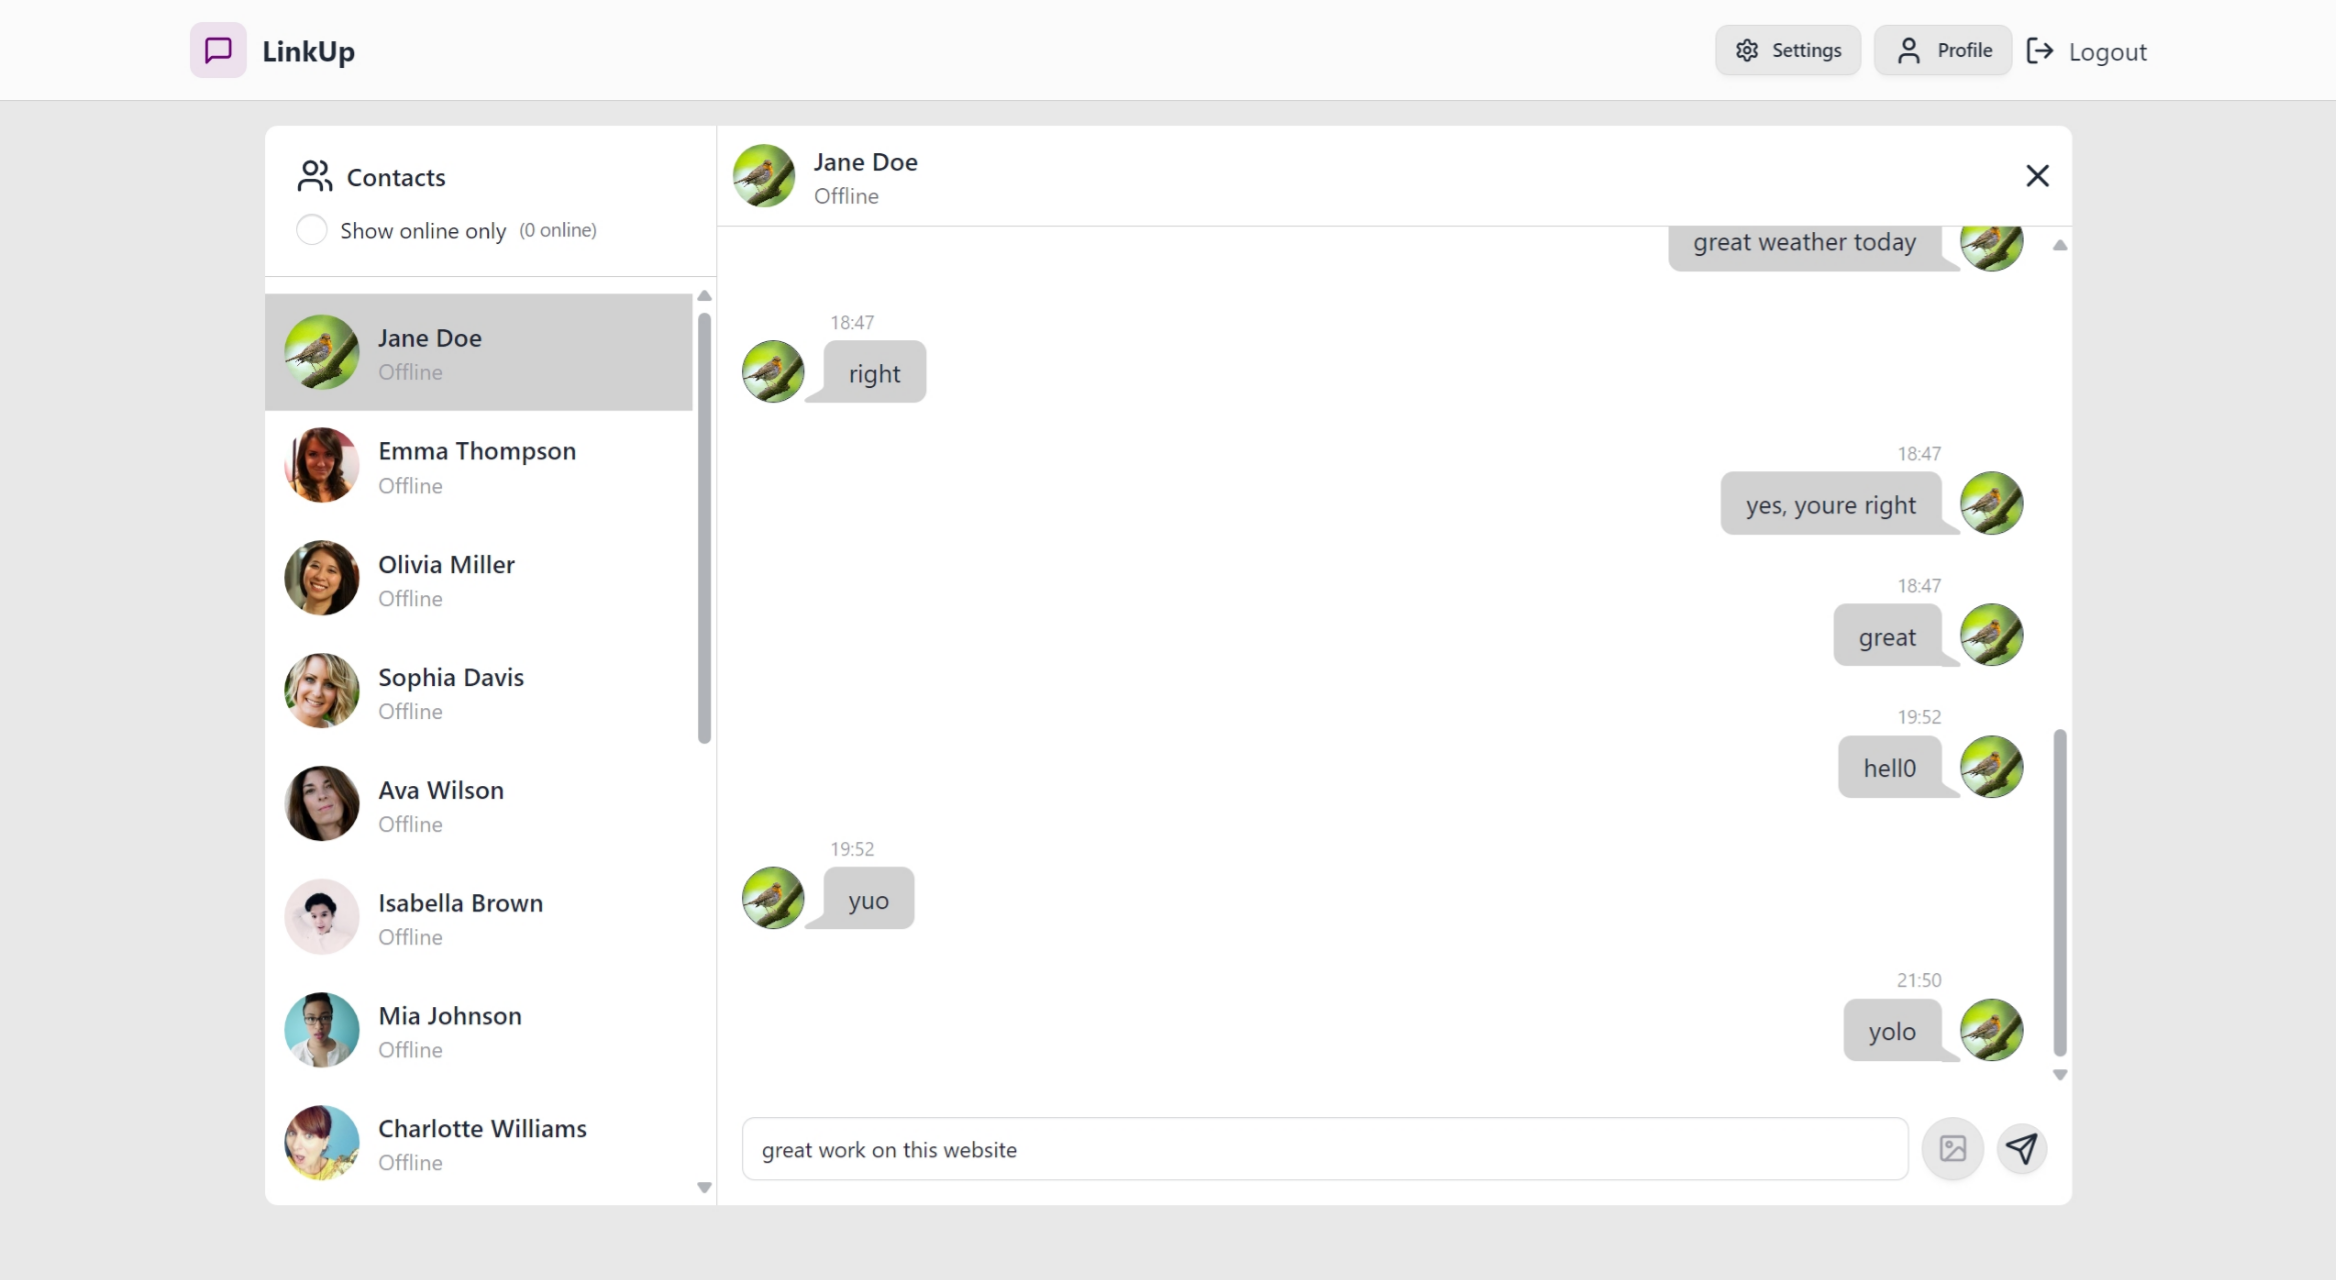 LinkUp
Settings
Profile
Logout
Contacts
Show online only (0 online)
Jane Doe
Offline
Emma Thompson
Offline
Olivia Miller
Offline
Sophia Davis
Offline
Ava Wilson
Offline
Isabella Brown
Offline
Mia Johnson
Offline
Charlotte Williams
Offline
Jane Doe
Offline
great weather today
18:47
right
18:47
yes, youre right
18:47
great
19:52
hell0
19:52
yuo
21:50
yolo
great work on this website